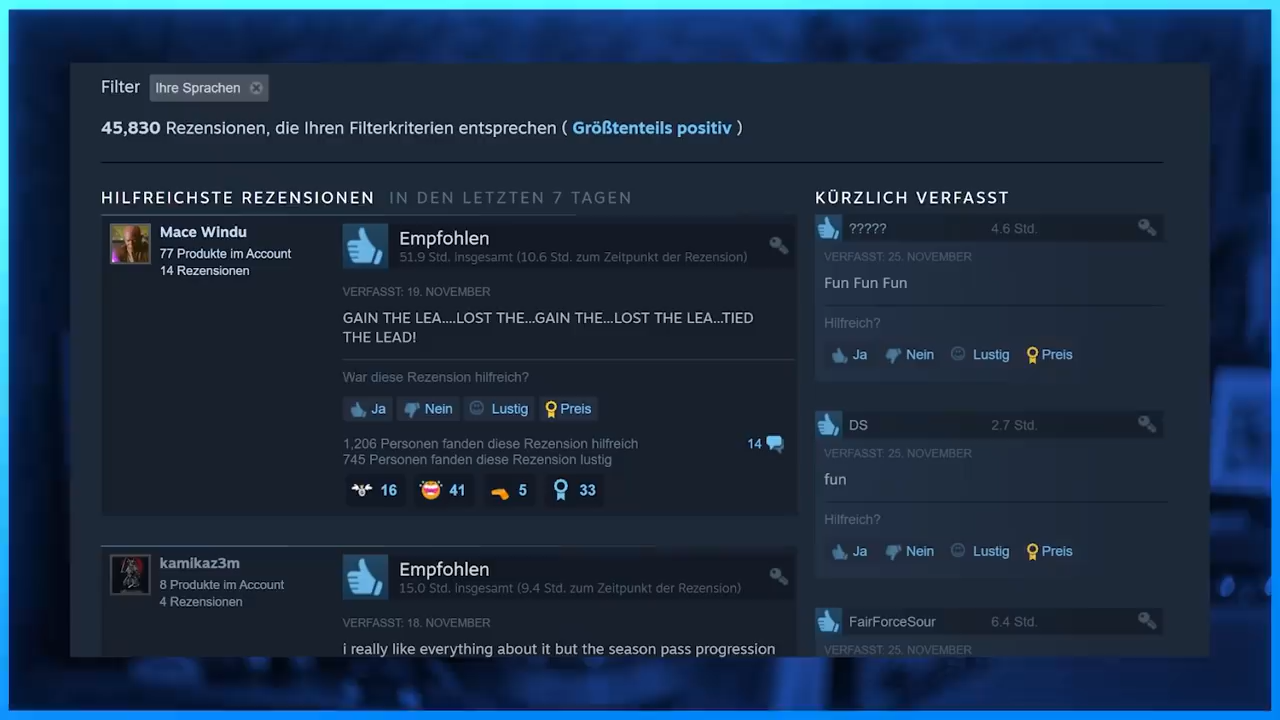 Filter Ihre Sprachen
45,830 Rezensionen, die Ihren Filterkriterien entsprechen ( Größtenteils positiv )
HILFREICHSTE REZENSIONEN IN DEN LETZTEN 7 TAGEN
Mace Windu
77 Produkte im Account
14 Rezensionen
Empfohlen
51.9 Std. insgesamt (10.6 Std. zum Zeitpunkt der Rezension)
VERFASST: 19. NOVEMBER
GAIN THE LEA....LOST THE...GAIN THE...LOST THE LEA...TIED
THE LEAD!
War diese Rezension hilfreich?
Ja Nein Lustig Preis
1,206 Personen fanden diese Rezension hilfreich
745 Personen fanden diese Rezension lustig
14
16 41 5 33
kamikaz3m
8 Produkte im Account
4 Rezensionen
Empfohlen
15.0 Std. insgesamt (9.4 Std. zum Zeitpunkt der Rezension)
VERFASST: 18. NOVEMBER
i really like everything about it but the season pass progression
KÜRZLICH VERFASST
????? 4.6 Std.
VERFASST: 25. NOVEMBER
Fun Fun Fun
Hilfreich?
Ja Nein Lustig Preis
DS 2.7 Std.
VERFASST: 25. NOVEMBER
fun
Hilfreich?
Ja Nein Lustig Preis
FairForceSour 6.4 Std.
VERFASST: 25. NOVEMBER